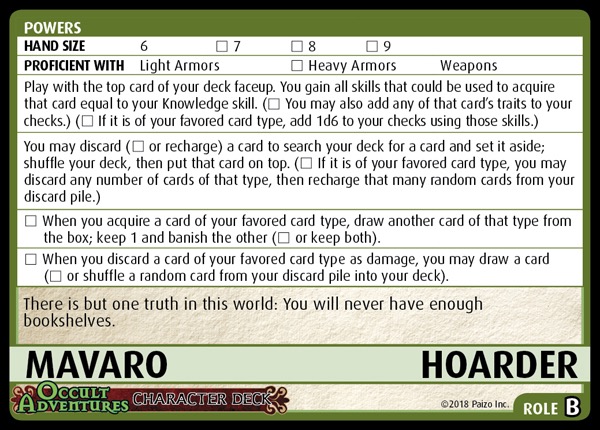 POWERS
HAND SIZE 6 ☐ 7 ☐ 8 ☐ 9
PROFICIENT WITH Light Armors ☐ Heavy Armors Weapons
Play with the top card of your deck faceup. You gain all skills that could be used to acquire
that card equal to your Knowledge skill. (☐ You may also add any of that card's traits to your
checks.) (☐ If it is of your favored card type, add 1d6 to your checks using those skills.)
You may discard (☐ or recharge) a card to search your deck for a card and set it aside;
shuffle your deck, then put that card on top. (☐ If it is of your favored card type, you may
discard any number of cards of that type, then recharge that many random cards from your
discard pile.)
☐ When you acquire a card of your favored card type, draw another card of that type from
the box; keep 1 and banish the other (☐ or keep both).
☐ When you discard a card of your favored card type as damage, you may draw a card
(☐ or shuffle a random card from your discard pile into your deck).
There is but one truth in this world: You will never have enough
bookshelves.
MAVARO HOARDER
OCCULT
ADVENTURES CHARACTER DECK
©2018 Paizo Inc. ROLE B